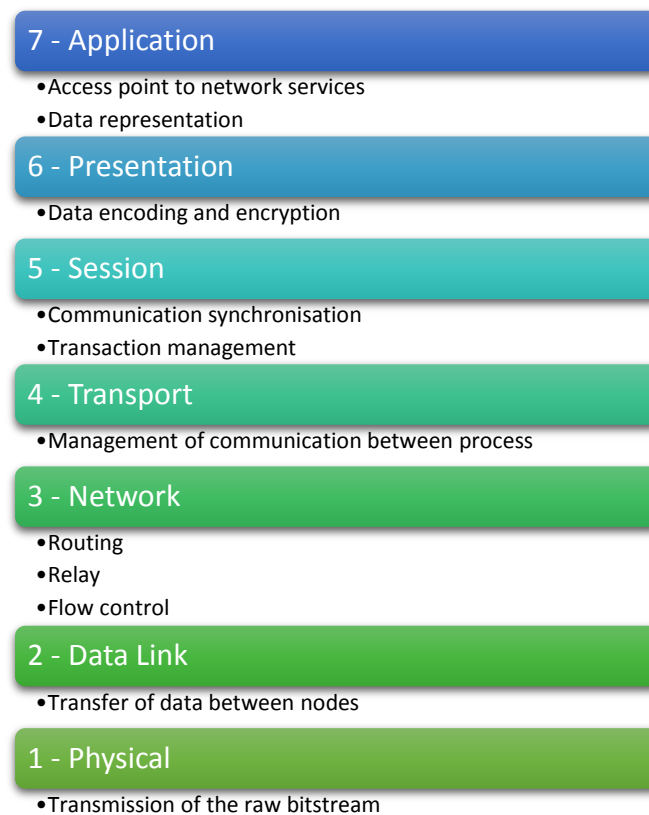 7 - Application
•Access point to network services
•Data representation
6 - Presentation
•Data encoding and encryption
5 - Session
•Communication synchronisation
•Transaction management
4 - Transport
•Management of communication between process
3 - Network
•Routing
•Relay
•Flow control
2 - Data Link
•Transfer of data between nodes
1 - Physical
•Transmission of the raw bitstream